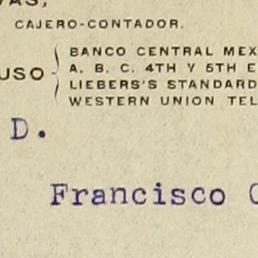 CAJERO-CONTADOR.
USO
BANCO CENTRAL MEX
A. B. C. 4TH Y 5TH E
LIEBERS'S STANDARD
WESTERN UNION TEL
D.
Francisco